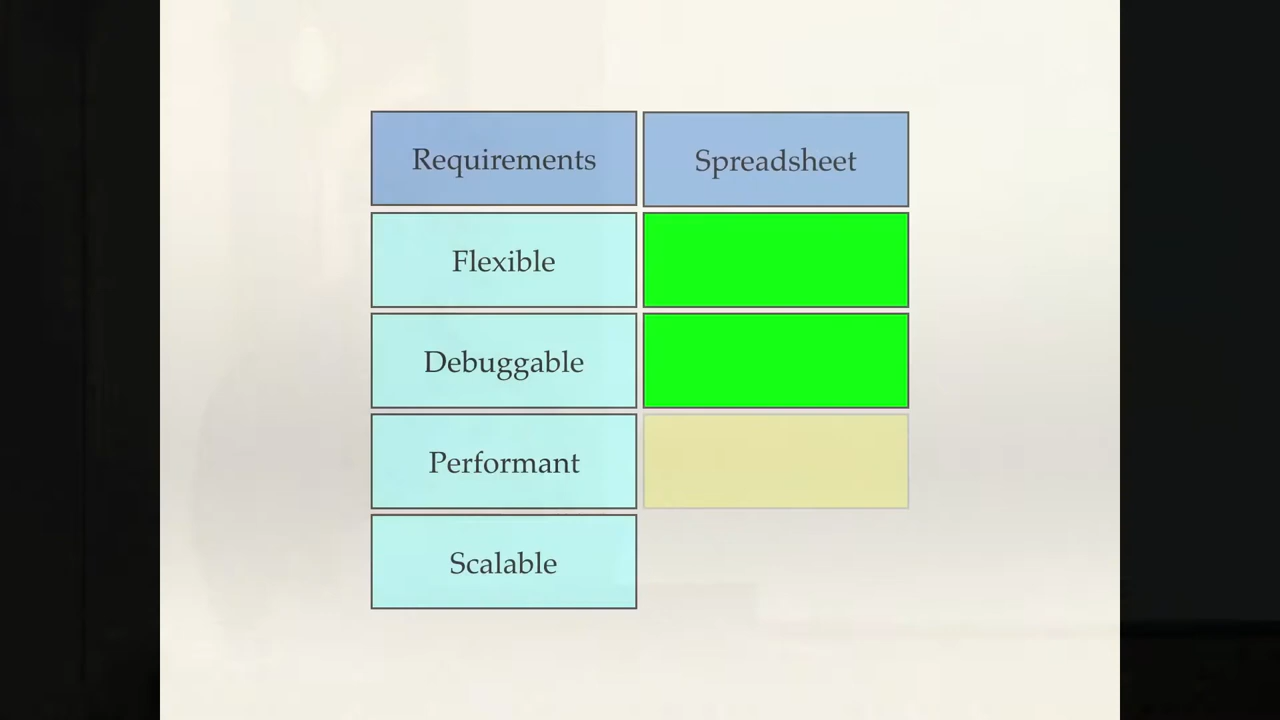 Requirements
Spreadsheet
Flexible
Debuggable
Performant
Scalable